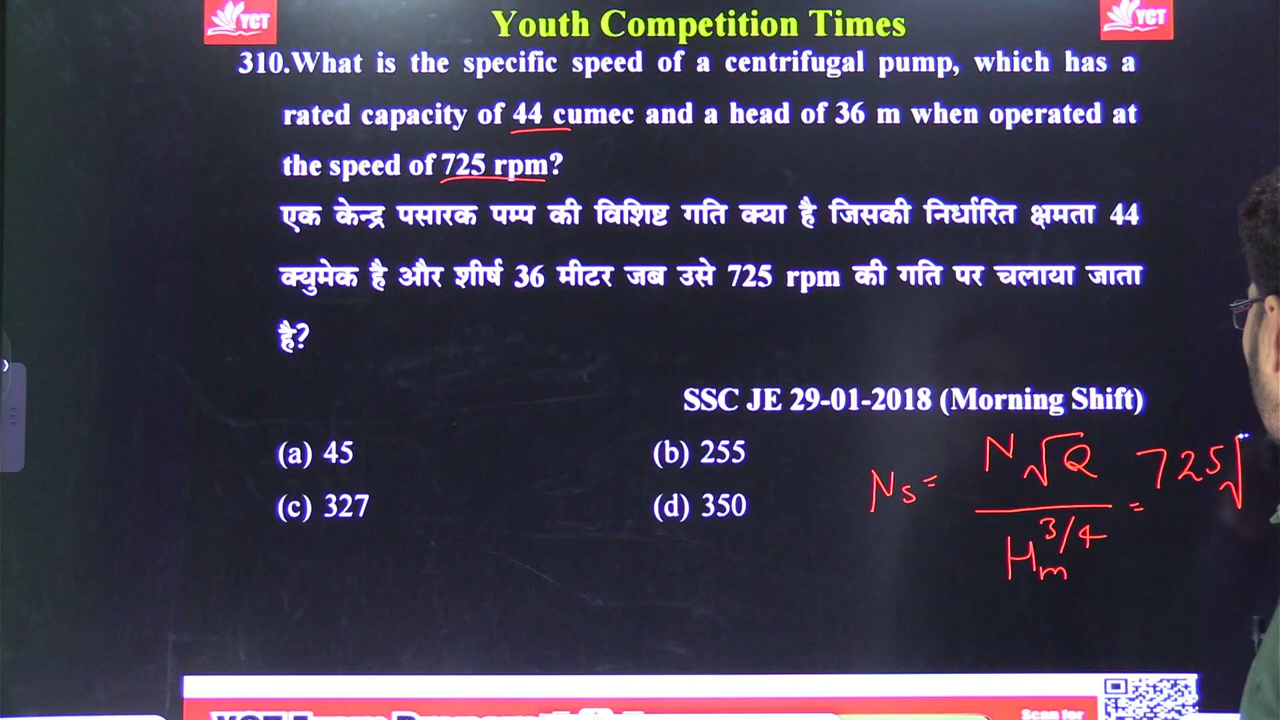 YCT
Youth Competition Times
YCT
310.What is the specific speed of a centrifugal pump, which has a
rated capacity of 44 cumec and a head of 36 m when operated at
the speed of 725 rpm?
एक केन्द्र पसारक पम्प की विशिष्ट गति क्या है जिसकी निर्धारित क्षमता 44
क्युमेक है और शीर्ष 36 मीटर जब उसे 725 rpm की गति पर चलाया जाता
है?
SSC JE 29-01-2018 (Morning Shift)
(a) 45 (b) 255
(c) 327 (d) 350
Ns = N√Q / Hm^3/4 = 725√
Scan for